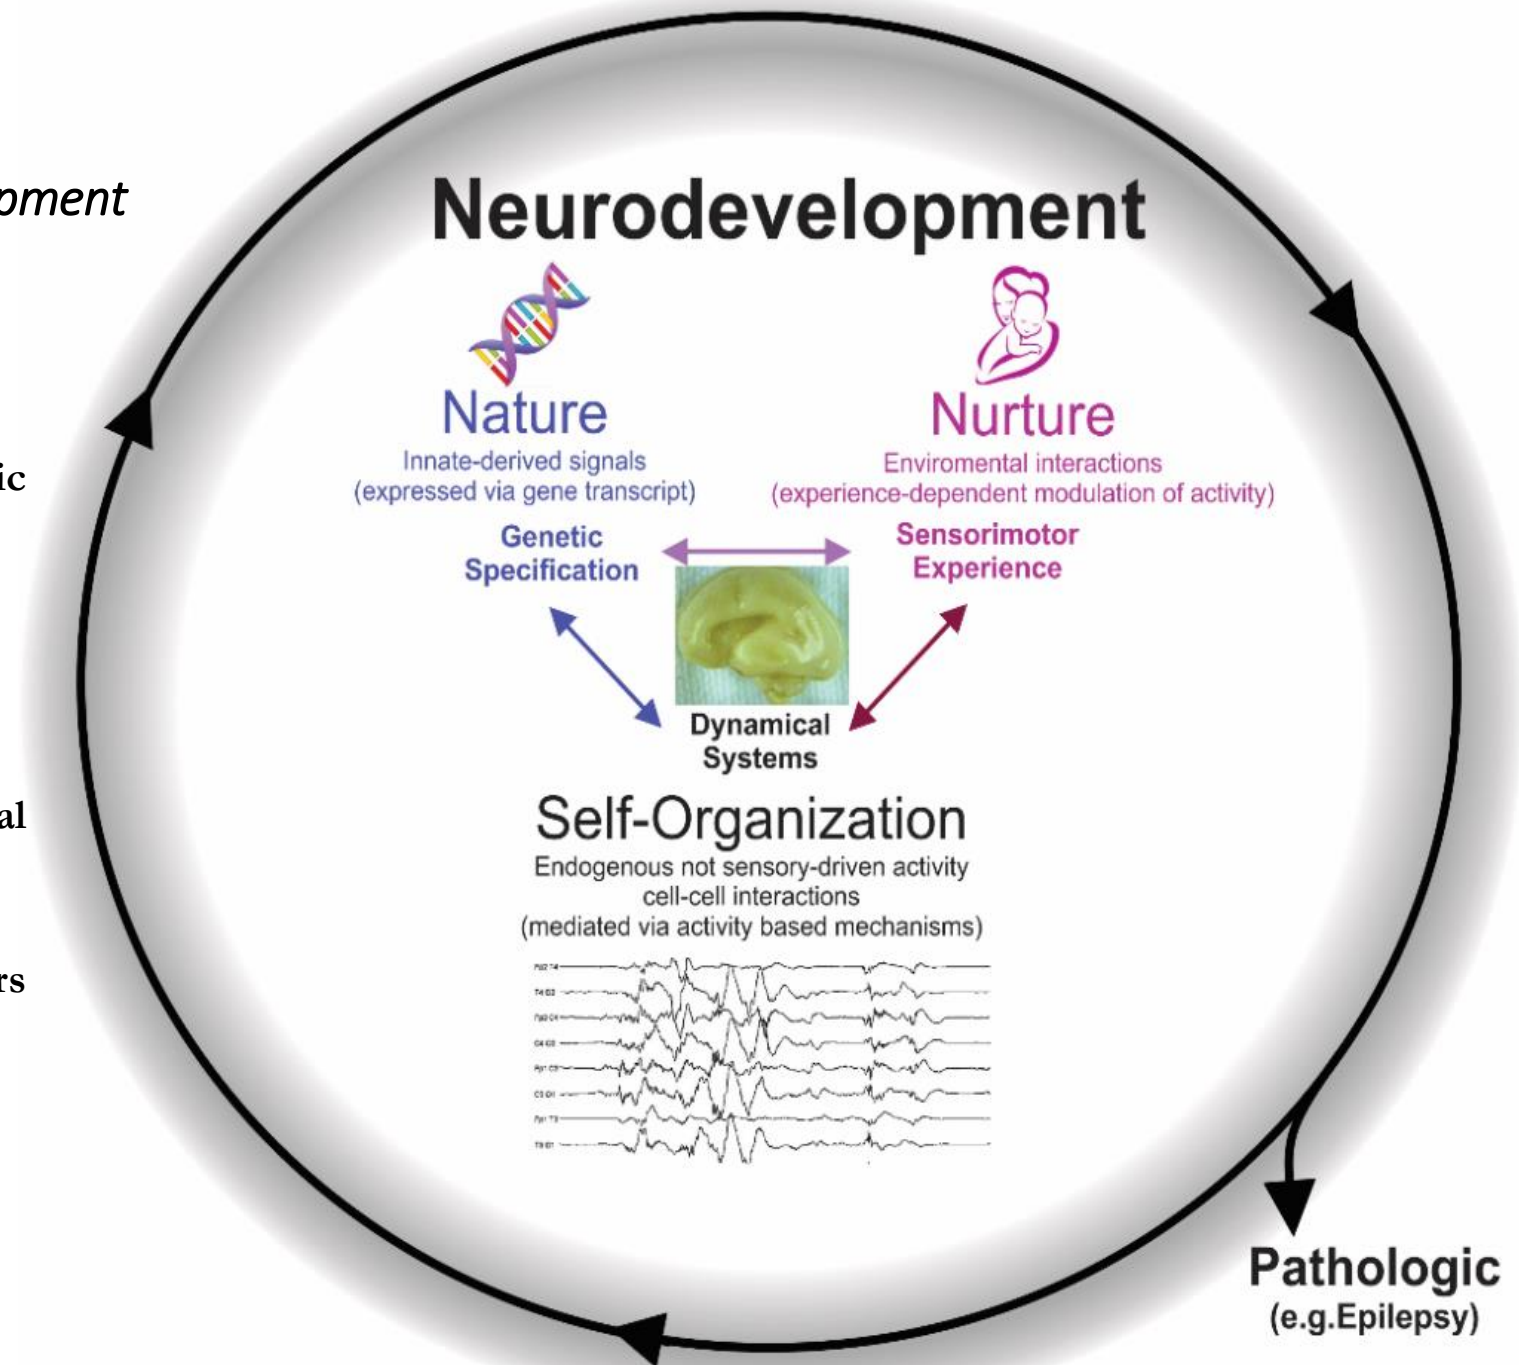 pment
Neurodevelopment
Nature
Nurture
Innate-derived signals
(expressed via gene transcript)
Enviromental interactions
(experience-dependent modulation of activity)
ic
Genetic
Specification
Sensorimotor
Experience
Dynamical
Systems
al
Self-Organization
Endogenous not sensory-driven activity
cell-cell interactions
(mediated via activity based mechanisms)
rs
Pathologic
(e.g.Epilepsy)